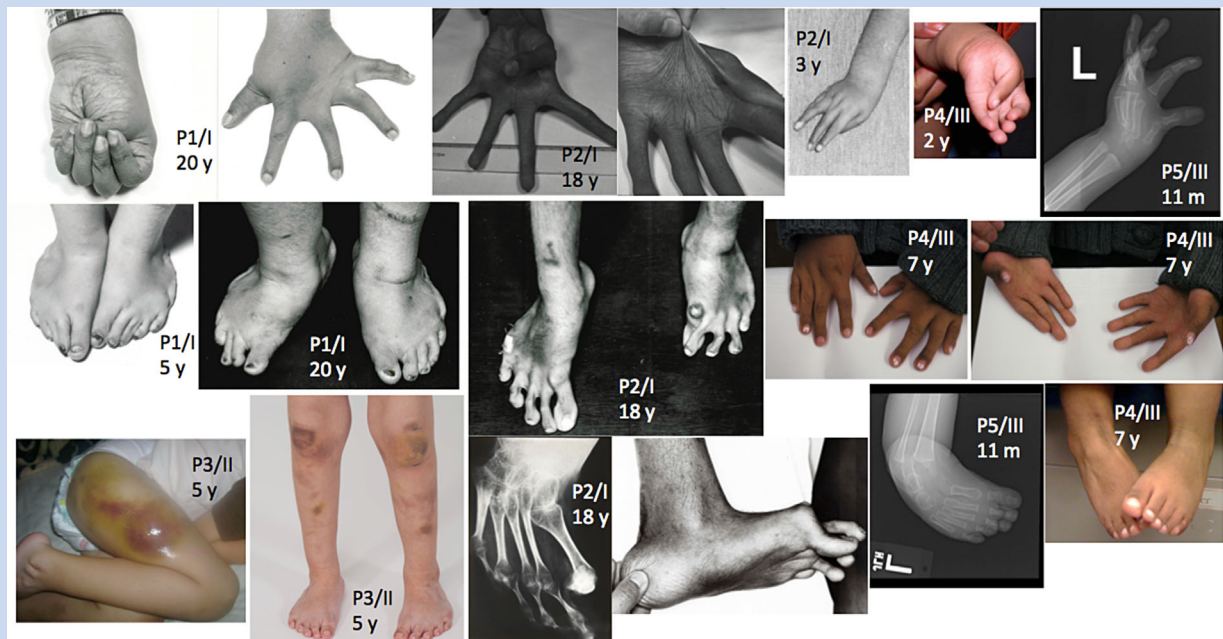 P1/I
20 y
P2/I
18 y
P2/I
3 y
P4/III
2 y
L
P5/III
11 m
P1/I
5 y
P1/I
20 y
P2/I
18 y
P4/III
7 y
P4/III
7 y
P3/II
5 y
P3/II
5 y
P2/I
18 y
P5/III
11 m
HJL
L
P4/III
7 y